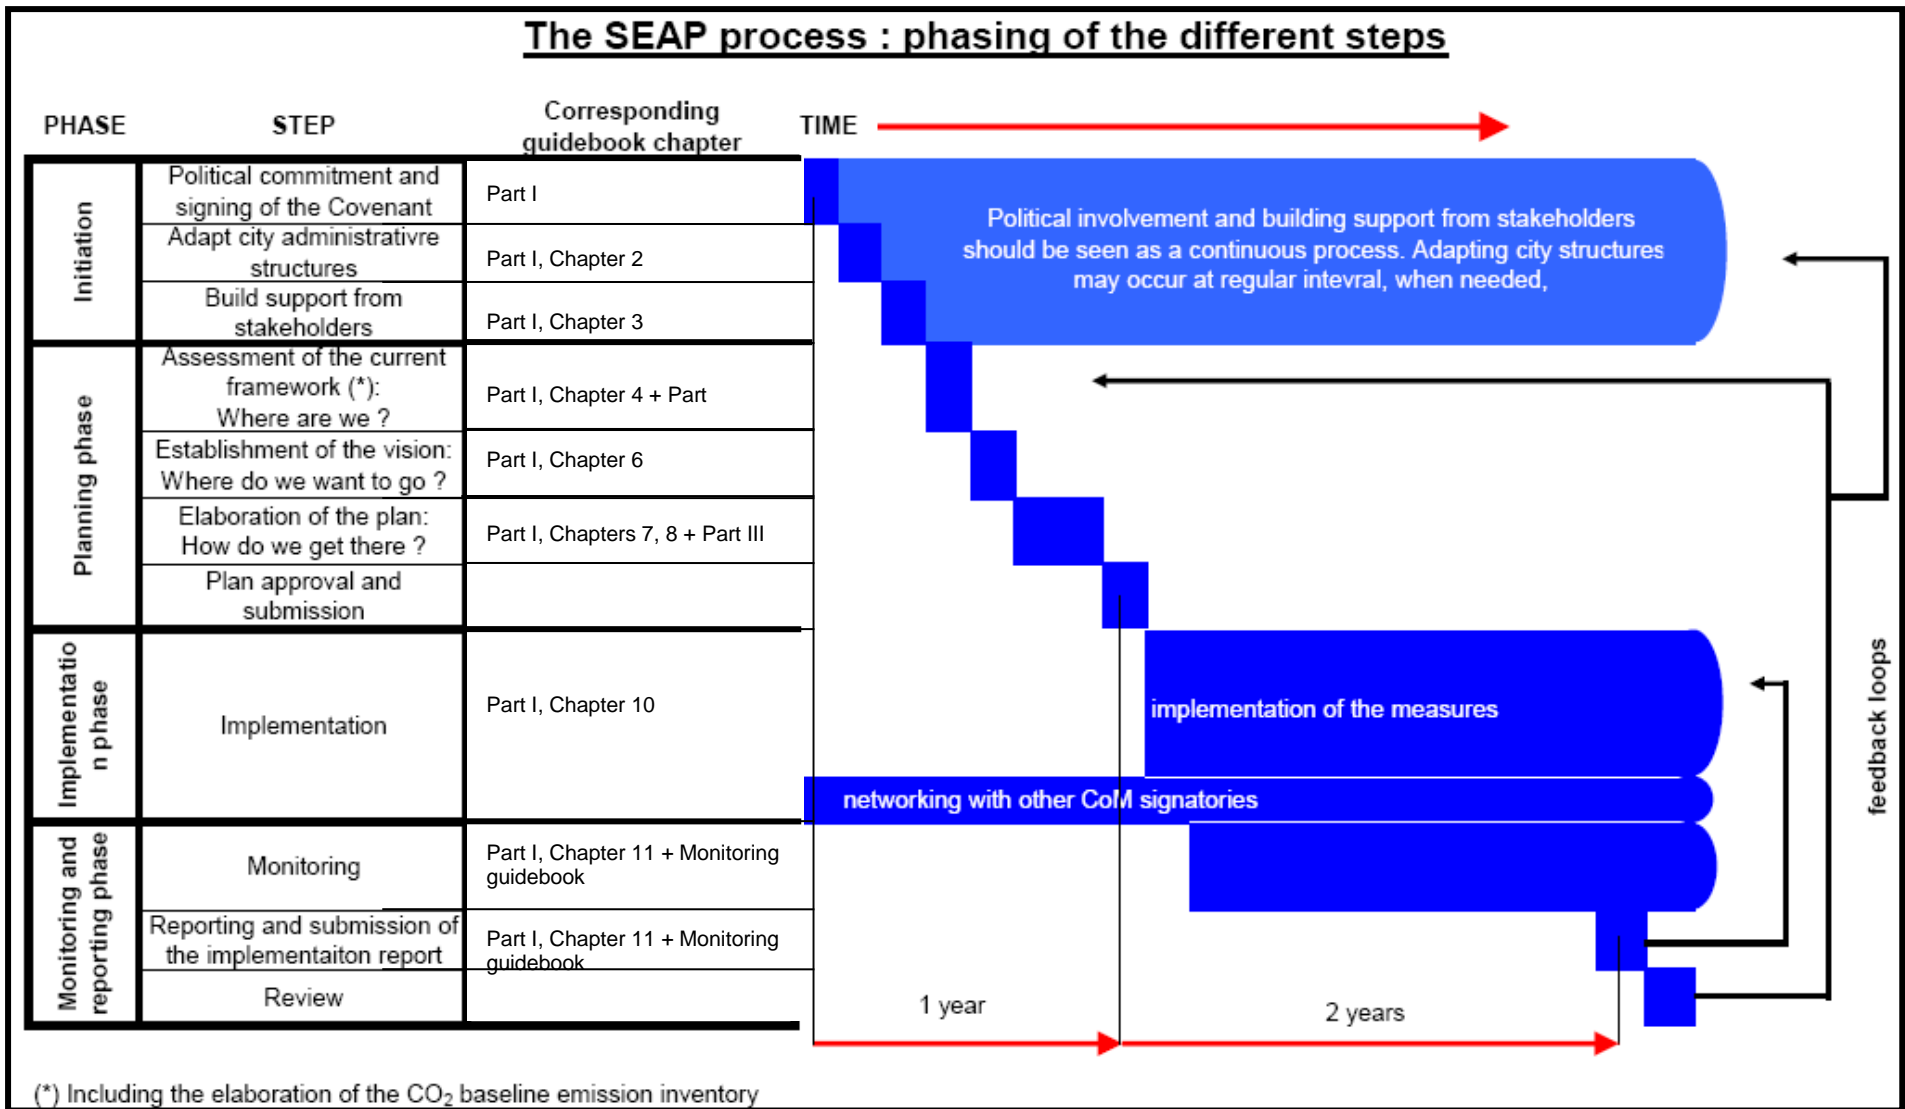 The SEAP process : phasing of the different steps
PHASE
STEP
Corresponding
guidebook chapter
TIME
Initiation
Political commitment and
signing of the Covenant
Part I
Adapt city administrativre
structures
Part I, Chapter 2
Build support from
stakeholders
Part I, Chapter 3
Political involvement and building support from stakeholders
should be seen as a continuous process. Adapting city structures
may occur at regular intevral, when needed,
Planning phase
Assessment of the current
framework (*):
Where are we ?
Part I, Chapter 4 + Part
Establishment of the vision:
Where do we want to go ?
Part I, Chapter 6
Elaboration of the plan:
How do we get there ?
Part I, Chapters 7, 8 + Part III
Plan approval and
submission
Implementatio
n phase
Implementation
Part I, Chapter 10
implementation of the measures
networking with other CoM signatories
Monitoring and
reporting phase
Monitoring
Part I, Chapter 11 + Monitoring
guidebook
Reporting and submission of
the implementaiton report
Part I, Chapter 11 + Monitoring
guidebook
Review
1 year
2 years
feedback loops
(*) Including the elaboration of the CO₂ baseline emission inventory